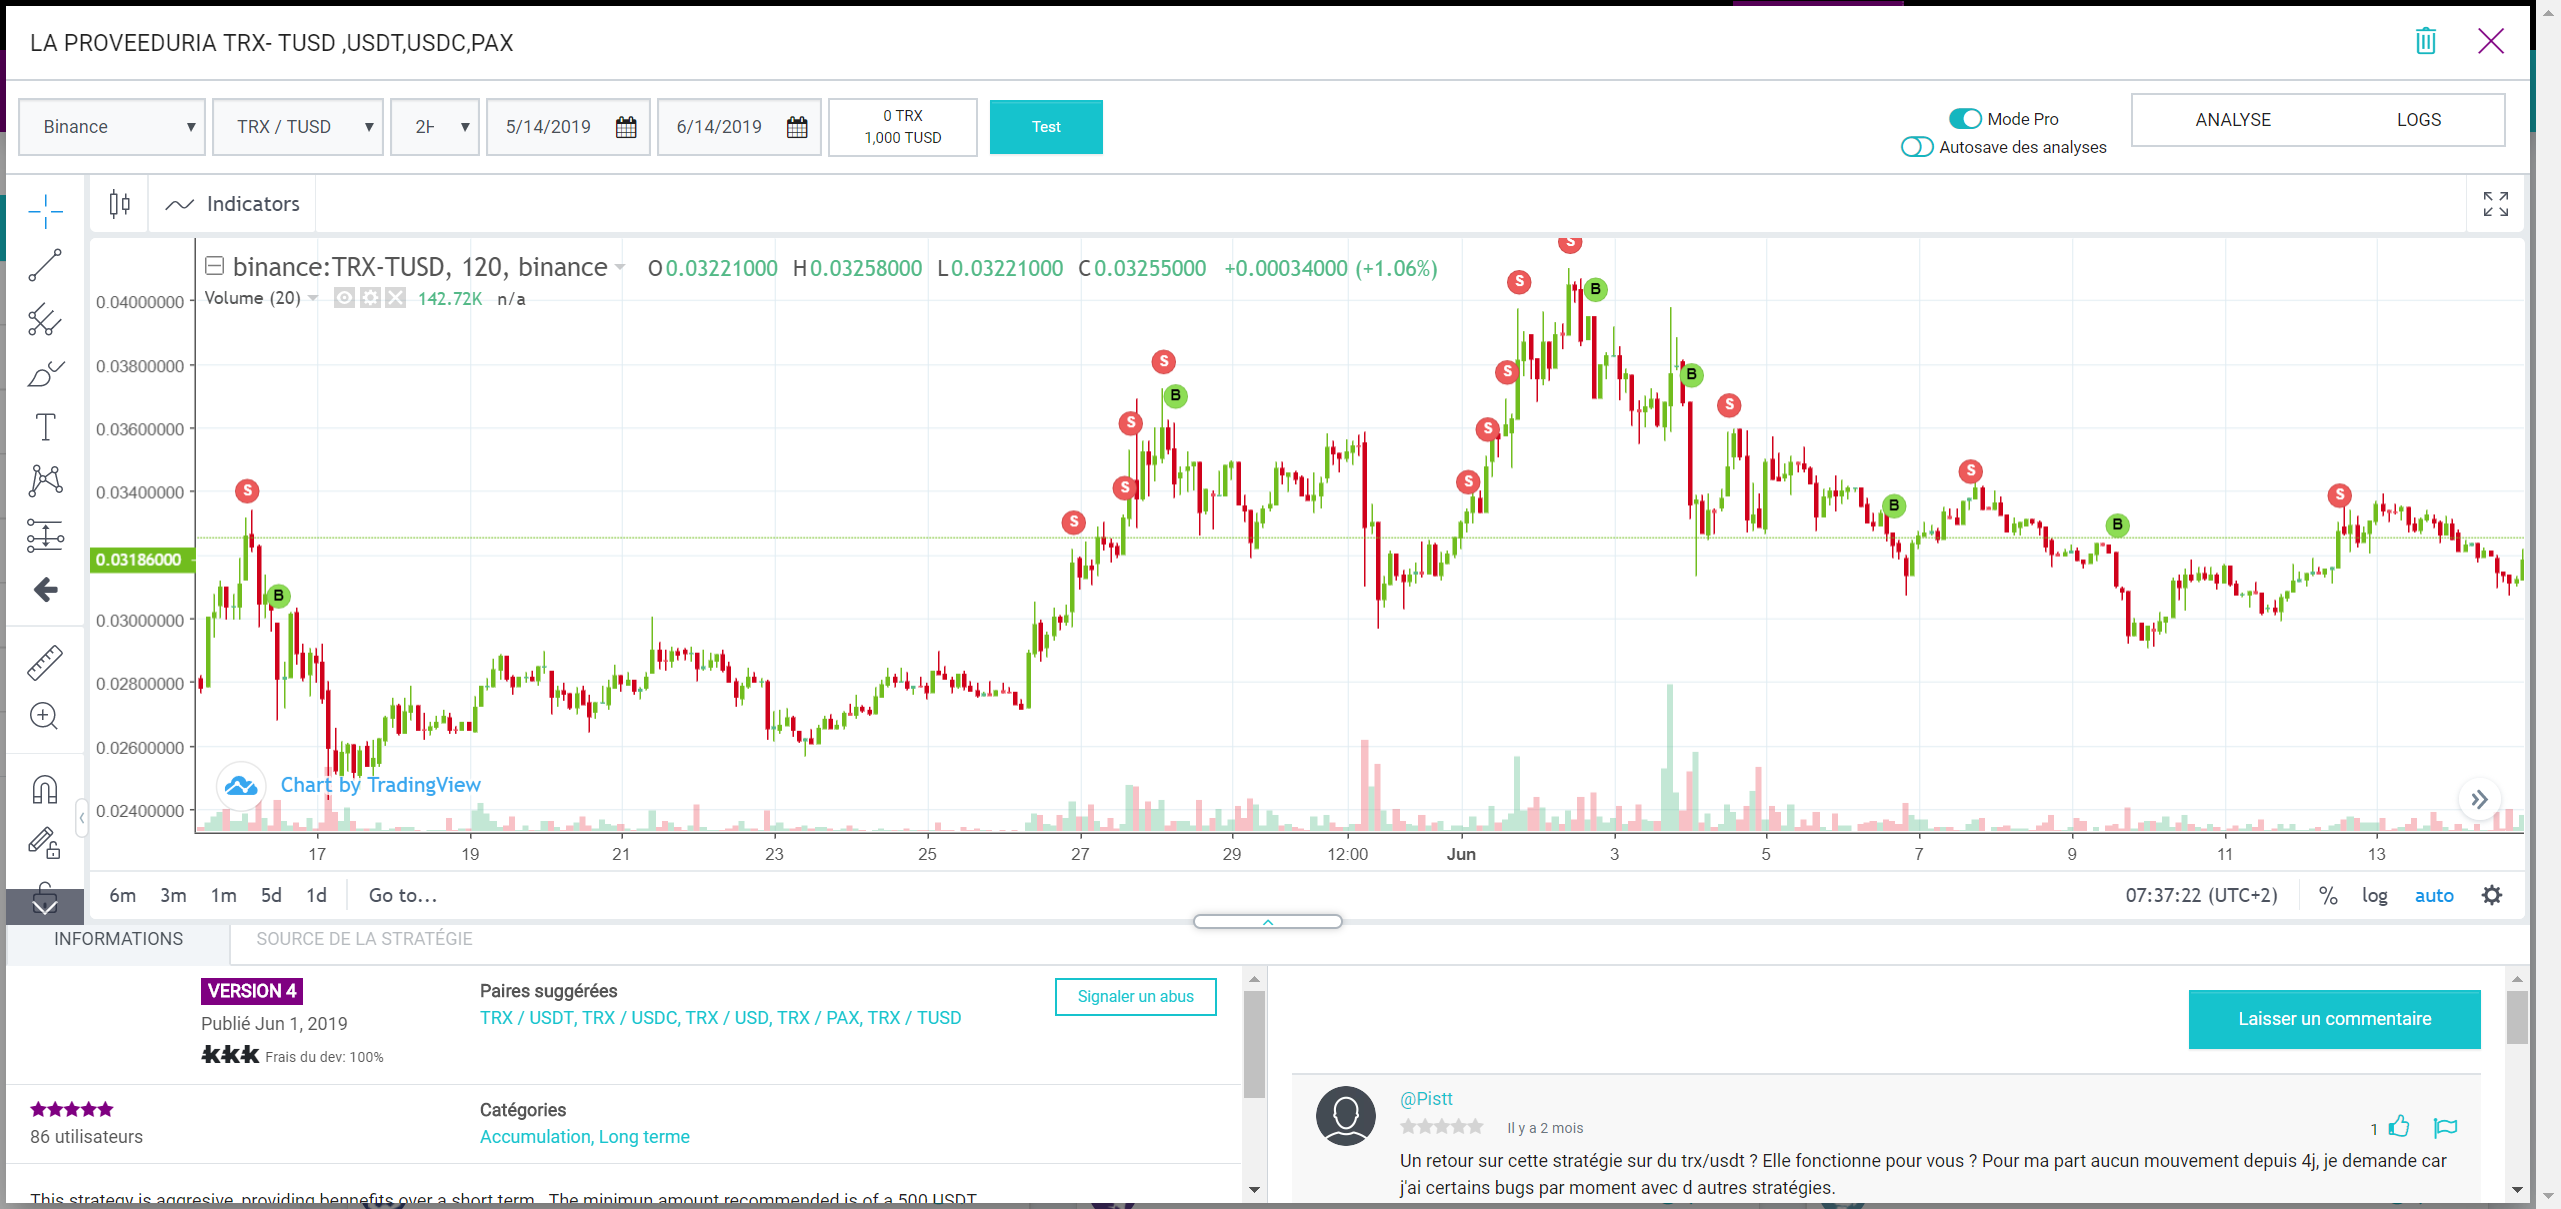 LA PROVEEDURIA TRX- TUSD ,USDT,USDC,PAX
Binance
TRX / TUSD
2H
5/14/2019
6/14/2019
0 TRX
1,000 TUSD
Test
Mode Pro
Autosave des analyses
ANALYSE
LOGS
Indicators
binance:TRX-TUSD, 120, binance O 0.03221000 H 0.03258000 L 0.03221000 C 0.03255000 +0.00034000 (+1.06%)
Volume (20) 142.72K n/a
0.04000000
0.03800000
0.03600000
0.03400000
0.03186000
0.03000000
0.02800000
0.02600000
0.02400000
S
B
S
S
S
S
B
S
S
S
S
S
B
B
S
B
S
B
S
Chart by TradingView
17 19 21 23 25 27 29 12:00 Jun 3 5 7 9 11 13
6m 3m 1m 5d 1d Go to... 07:37:22 (UTC+2) % log auto
INFORMATIONS
SOURCE DE LA STRATÉGIE
VERSION 4
Publié Jun 1, 2019
Frais du dev: 100%
Paires suggérées
TRX / USDT, TRX / USDC, TRX / USD, TRX / PAX, TRX / TUSD
Signaler un abus
86 utilisateurs
Catégories
Accumulation, Long terme
This strategy is aggresive, providing bennefits over a short term. The minimun amount recommended is of a 500 USDT
Laisser un commentaire
@Pistt
Il y a 2 mois
1
Un retour sur cette stratégie sur du trx/usdt ? Elle fonctionne pour vous ? Pour ma part aucun mouvement depuis 4j, je demande car
j'ai certains bugs par moment avec d autres stratégies.